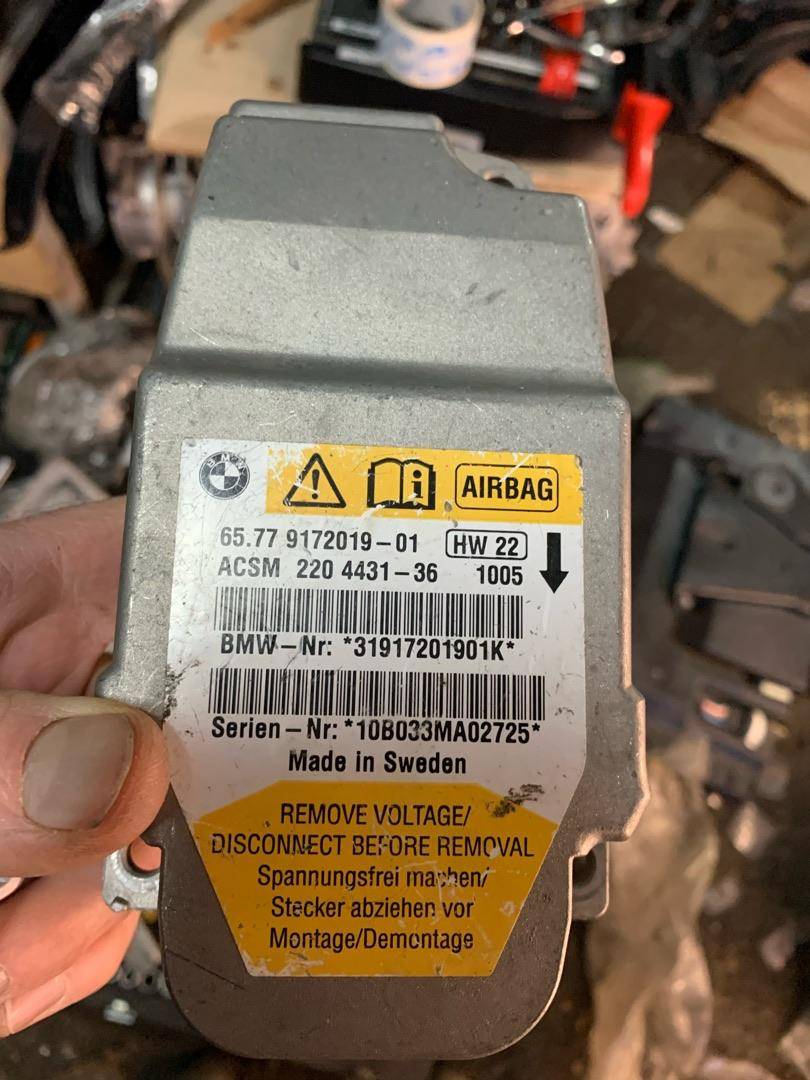 BMW
AIRBAG
65.77 9172019-01 HW 22
ACSM 220 4431-36 1005
BMW-Nr: *31917201901K*
Serien-Nr: *10B033MA02725*
Made in Sweden
REMOVE VOLTAGE/
DISCONNECT BEFORE REMOVAL
Spannungsfrei machen/
Stecker abziehen vor
Montage/Demontage